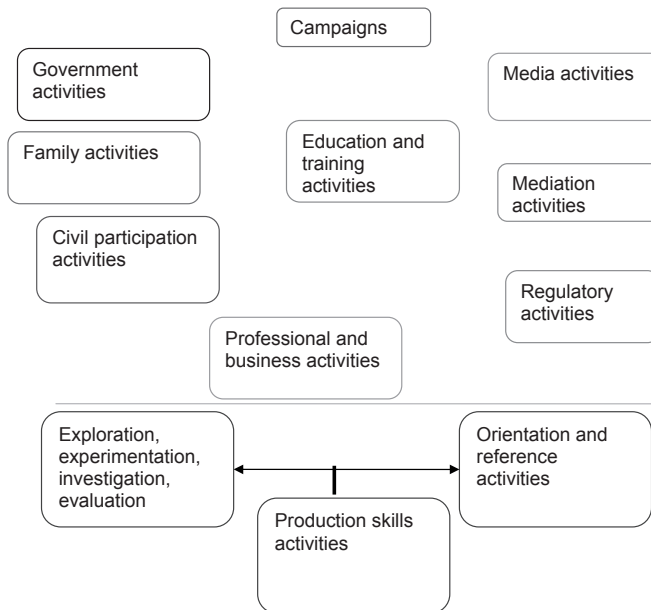 Campaigns
Government
activities
Media activities
Family activities
Education and
training
activities
Mediation
activities
Civil participation
activities
Regulatory
activities
Professional and
business activities
Exploration,
experimentation,
investigation,
evaluation
Orientation and
reference
activities
Production skills
activities